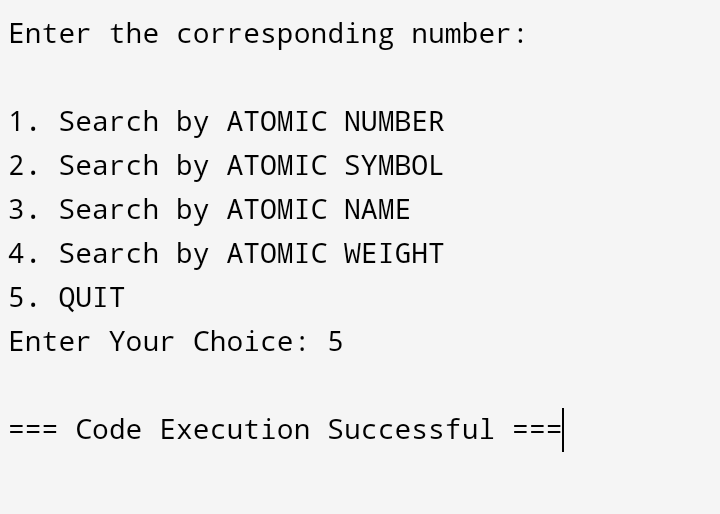 Enter the corresponding number:
1. Search by ATOMIC NUMBER
2. Search by ATOMIC SYMBOL
3. Search by ATOMIC NAME
4. Search by ATOMIC WEIGHT
5. QUIT
Enter Your Choice: 5
=== Code Execution Successful ===